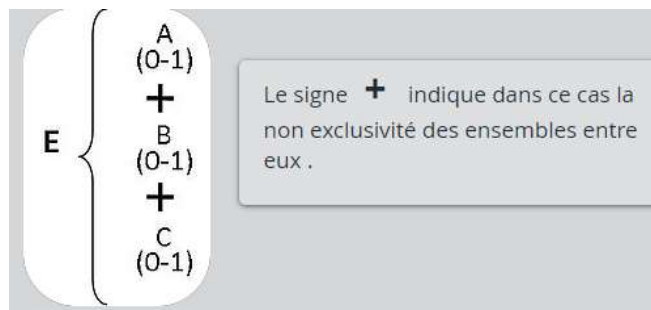 A
(0-1)
+
E
B
(0-1)
+
C
(0-1)
Le signe + indique dans ce cas la
non exclusivité des ensembles entre
eux .